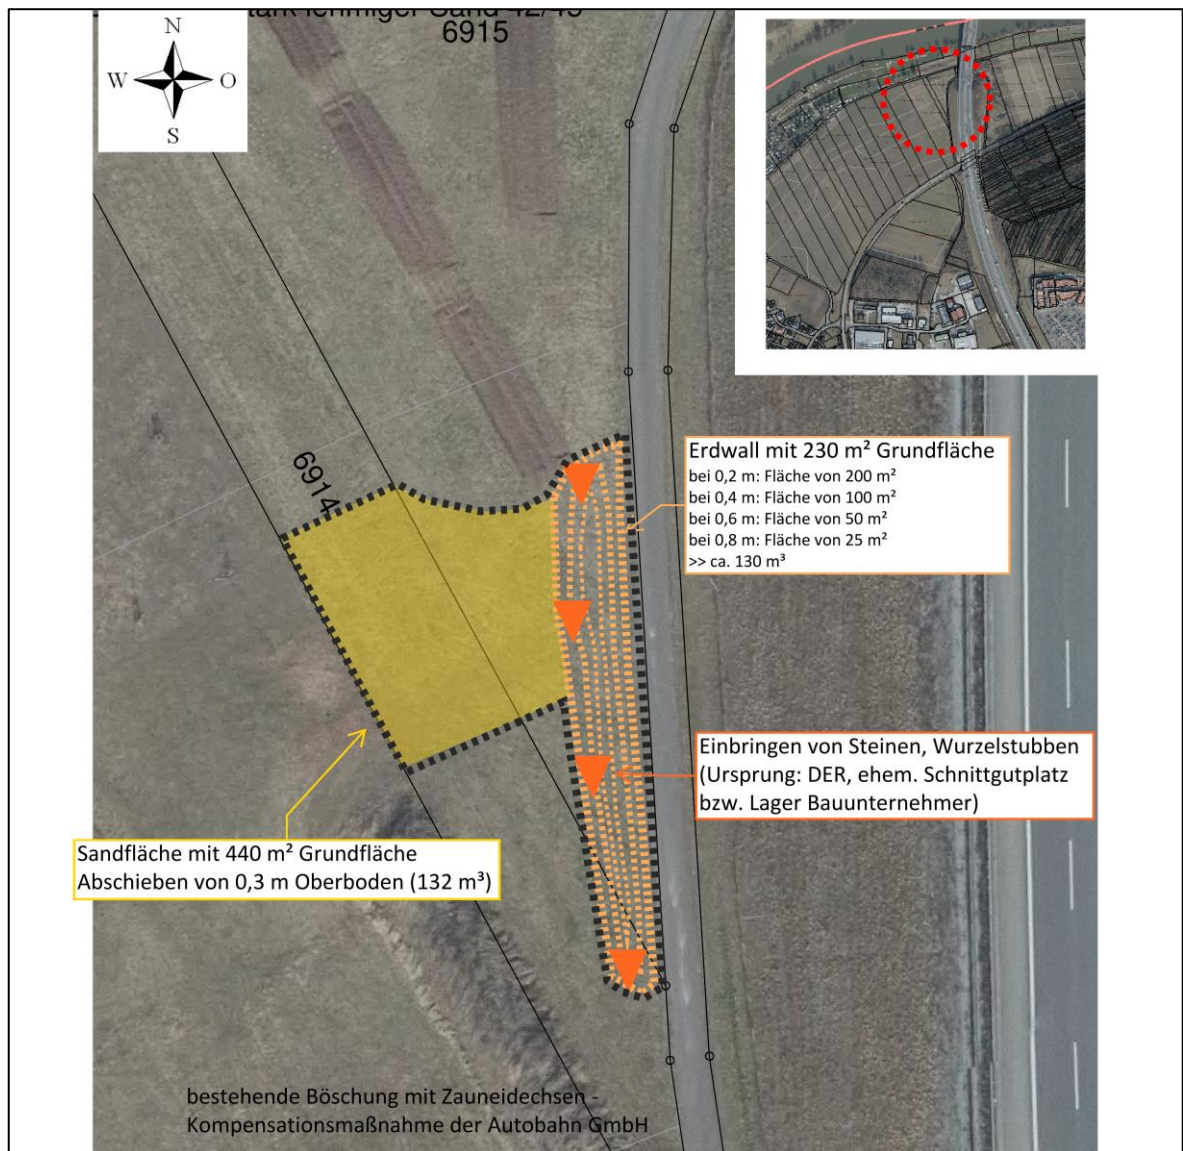 6915
N
W
O
S
6914
Erdwall mit 230 m² Grundfläche
bei 0,2 m: Fläche von 200 m²
bei 0,4 m: Fläche von 100 m²
bei 0,6 m: Fläche von 50 m²
bei 0,8 m: Fläche von 25 m²
>> ca. 130 m³
Einbringen von Steinen, Wurzelstubben
(Ursprung: DER, ehem. Schnittgutplatz
bzw. Lager Bauunternehmer)
Sandfläche mit 440 m² Grundfläche
Abschieben von 0,3 m Oberboden (132 m³)
bestehende Böschung mit Zauneidechsen -
Kompensationsmaßnahme der Autobahn GmbH